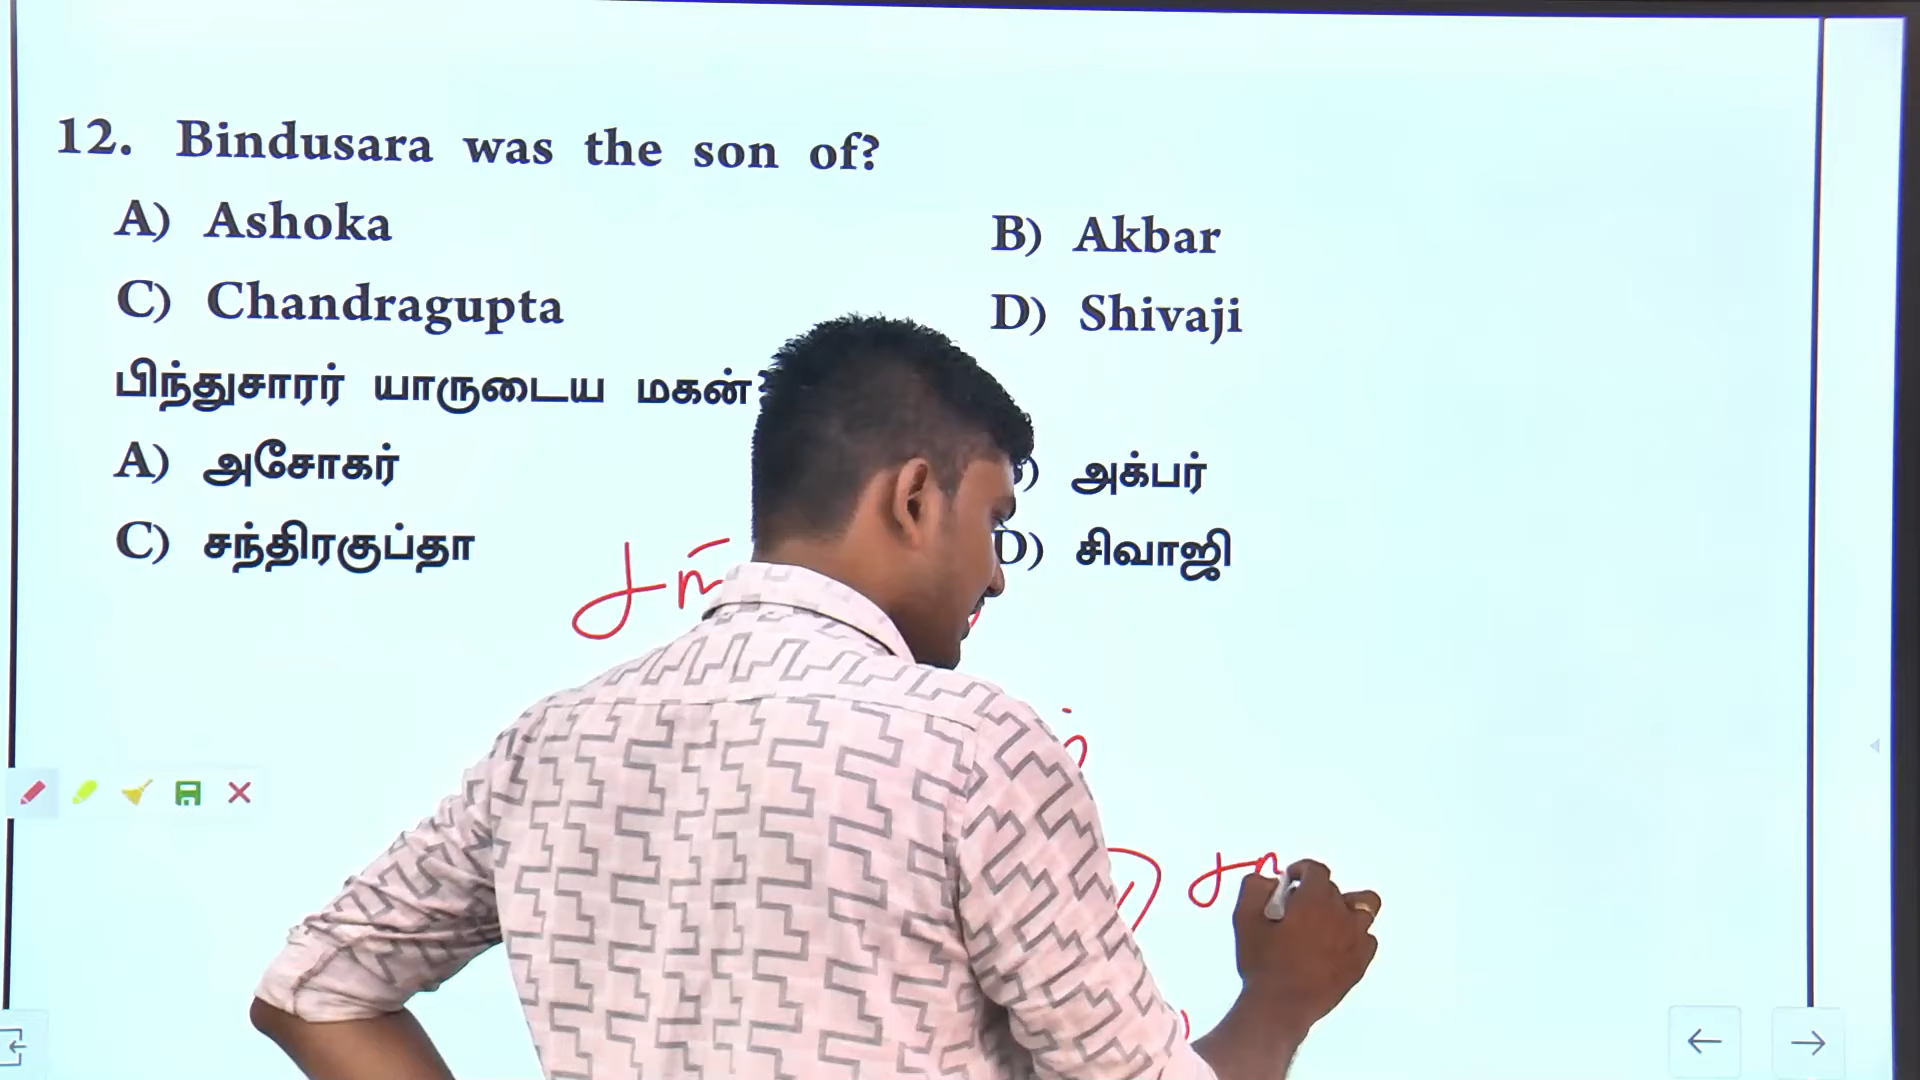 12. Bindusara was the son of?
A) Ashoka
B) Akbar
C) Chandragupta
D) Shivaji
பிந்துசாரர் யாருடைய மகன்?
A) அசோகர்
) அக்பர்
C) சந்திரகுப்தா
D) சிவாஜி